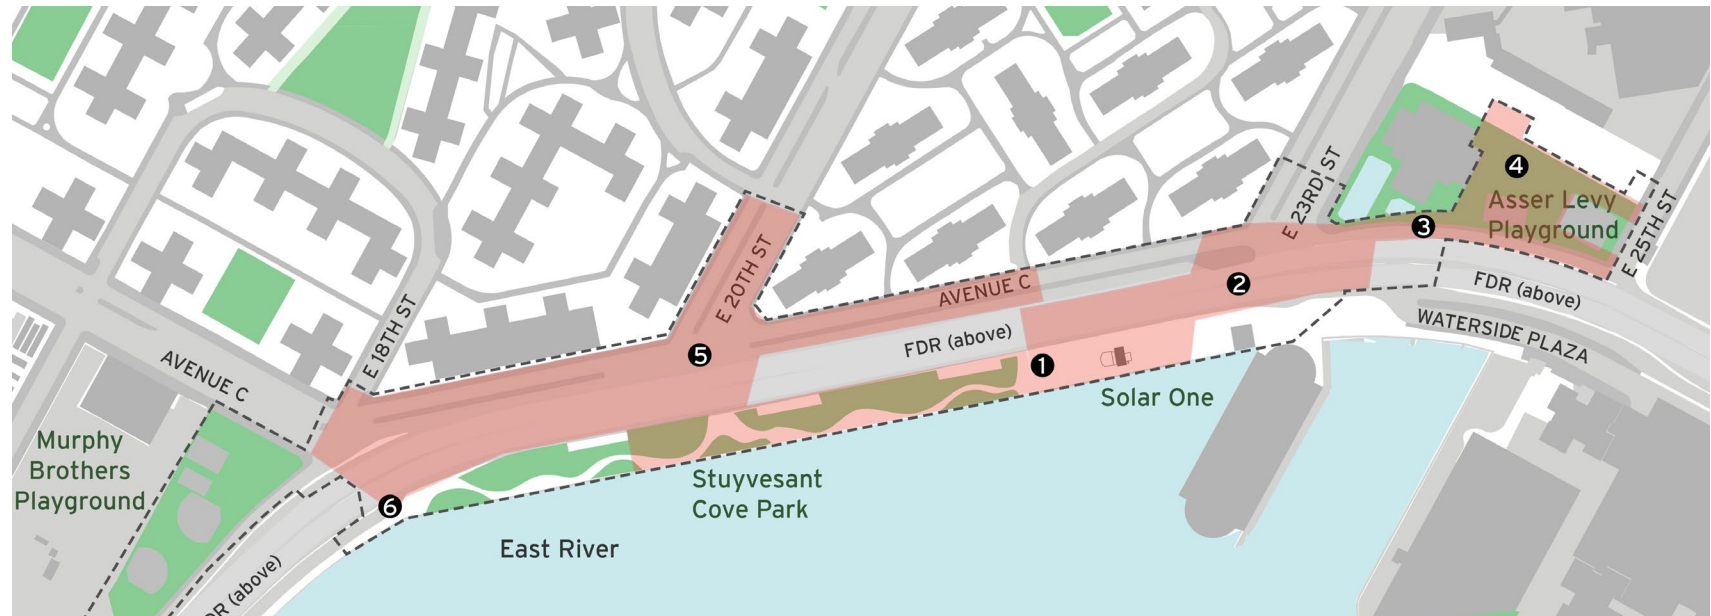 E 23RD ST
4
Asser Levy
Playground
3
E 25TH ST
E 20TH ST
2
AVENUE C
FDR (above)
FDR (above)
WATERSIDE PLAZA
E 18TH ST
5
1
AVENUE C
Solar One
Murphy
Brothers
Playground
Stuyvesant
Cove Park
6
East River
(above)